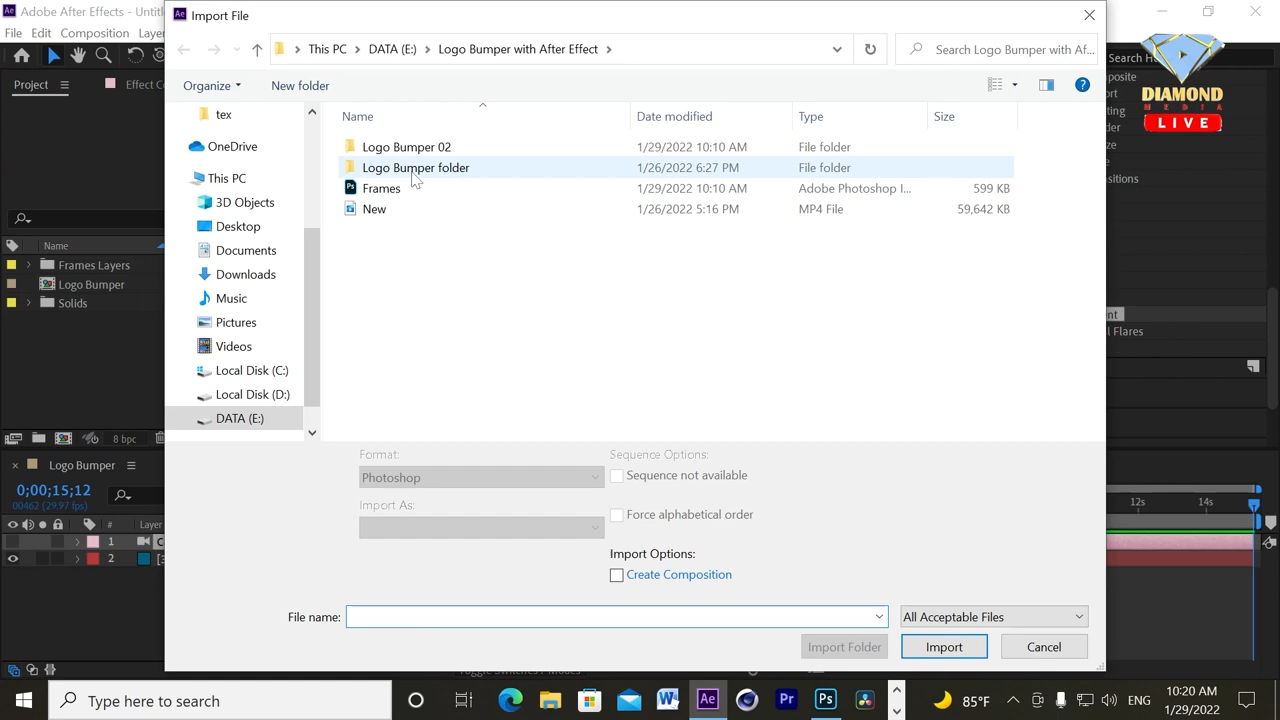 Adobe After Effects - Untitl
Import File
File Edit Composition Laye
This PC DATA (E:) Logo Bumper with After Effect
Search Logo Bumper with Af...
Search H
Project
Effect Co
Organize New folder
DIAMOND
MEDIA
LIVE
Name Date modified Type Size
Logo Bumper 02 1/29/2022 10:10 AM File folder
Logo Bumper folder 1/26/2022 6:27 PM File folder
Frames 1/29/2022 10:10 AM Adobe Photoshop I... 599 KB
New 1/26/2022 5:16 PM MP4 File 59,642 KB
tex
OneDrive
This PC
3D Objects
Desktop
Documents
Downloads
Music
Pictures
Videos
Local Disk (C:)
Local Disk (D:)
DATA (E:)
Name
Frames Layers
Logo Bumper
Solids
8 bpc
l Flares
Format:
Photoshop
Import As:
Sequence Options:
Sequence not available
Force alphabetical order
Import Options:
Create Composition
File name:
All Acceptable Files
Import Folder Import Cancel
Logo Bumper
0;00;15;12
00462 (29.97 fps)
# Layer
1
2
12s 14s
Toggle Switches / Modes
Type here to search
85°F ENG
10:20 AM
1/29/2022